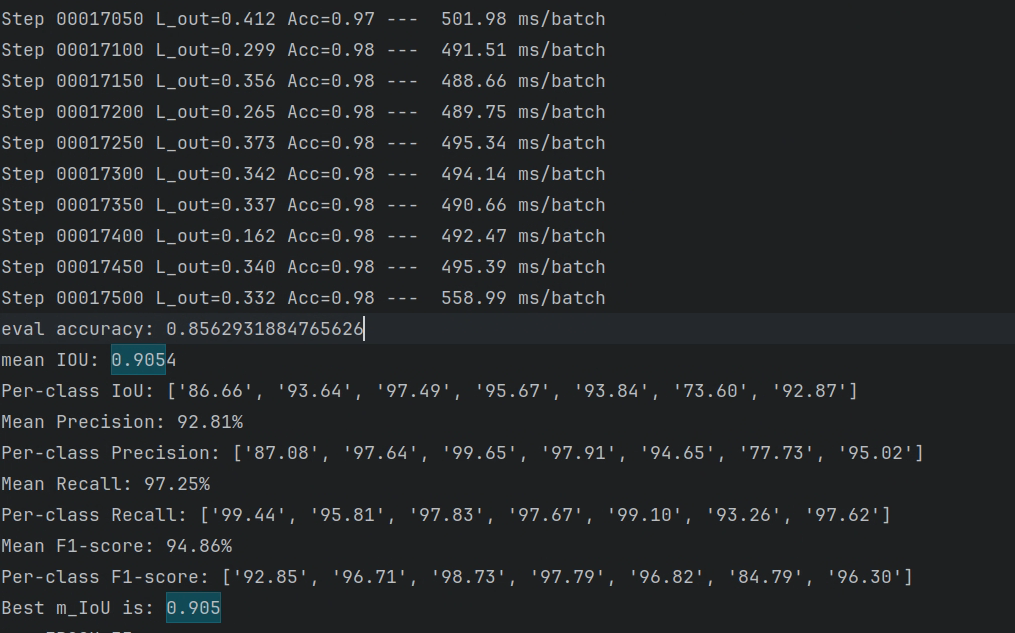 Step 00017050 L_out=0.412 Acc=0.97 ---  501.98 ms/batch
Step 00017100 L_out=0.299 Acc=0.98 ---  491.51 ms/batch
Step 00017150 L_out=0.356 Acc=0.98 ---  488.66 ms/batch
Step 00017200 L_out=0.265 Acc=0.98 ---  489.75 ms/batch
Step 00017250 L_out=0.373 Acc=0.98 ---  495.34 ms/batch
Step 00017300 L_out=0.342 Acc=0.98 ---  494.14 ms/batch
Step 00017350 L_out=0.337 Acc=0.98 ---  490.66 ms/batch
Step 00017400 L_out=0.162 Acc=0.98 ---  492.47 ms/batch
Step 00017450 L_out=0.340 Acc=0.98 ---  495.39 ms/batch
Step 00017500 L_out=0.332 Acc=0.98 ---  558.99 ms/batch
eval accuracy: 0.8562931884765626
mean IOU: 0.9054
Per-class IoU: ['86.66', '93.64', '97.49', '95.67', '93.84', '73.60', '92.87']
Mean Precision: 92.81%
Per-class Precision: ['87.08', '97.64', '99.65', '97.91', '94.65', '77.73', '95.02']
Mean Recall: 97.25%
Per-class Recall: ['99.44', '95.81', '97.83', '97.67', '99.10', '93.26', '97.62']
Mean F1-score: 94.86%
Per-class F1-score: ['92.85', '96.71', '98.73', '97.79', '96.82', '84.79', '96.30']
Best m_IoU is: 0.905